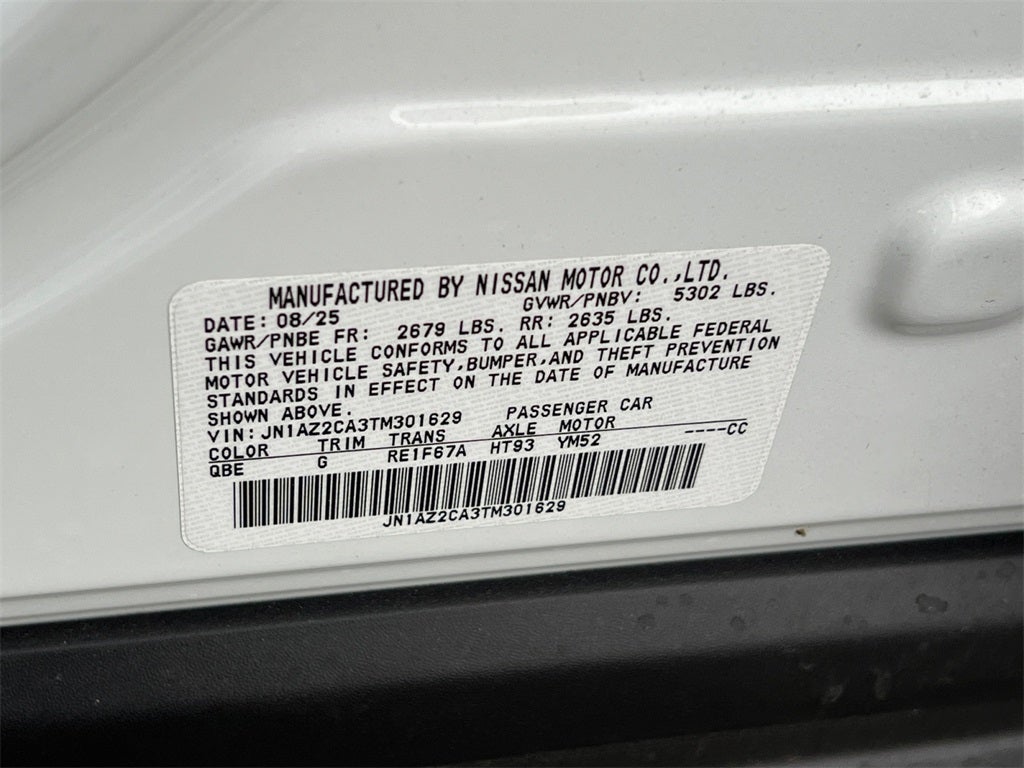 MANUFACTURED BY NISSAN MOTOR CO.,LTD.
DATE: 08/25 GVWR/PNBV: 5302 LBS.
GAWR/PNBE FR: 2679 LBS. RR: 2635 LBS.
THIS VEHICLE CONFORMS TO ALL APPLICABLE FEDERAL
MOTOR VEHICLE SAFETY,BUMPER,AND THEFT PREVENTION
STANDARDS IN EFFECT ON THE DATE OF MANUFACTURE
SHOWN ABOVE.
VIN:JN1AZ2CA3TM301629 PASSENGER CAR
COLOR TRIM TRANS AXLE MOTOR
QBE G RE1F67A HT93 YM52 ----CC
JN1AZ2CA3TM301629